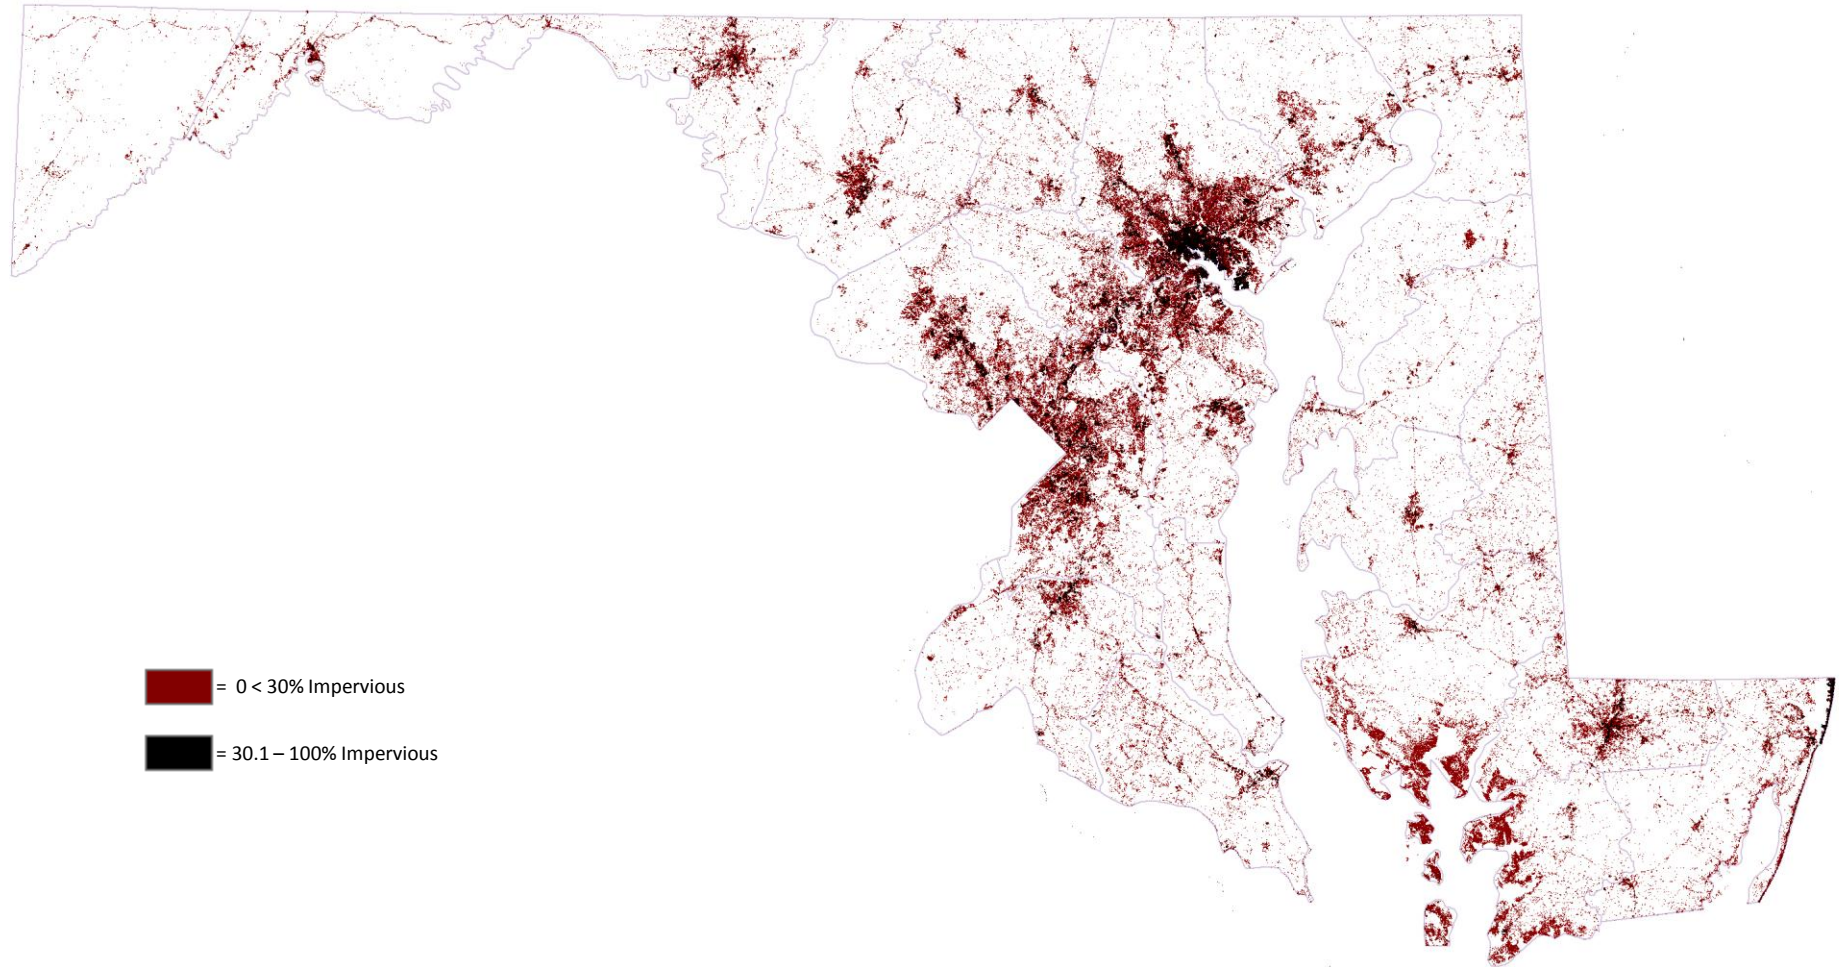 = 0 < 30% Impervious
= 30.1 – 100% Impervious